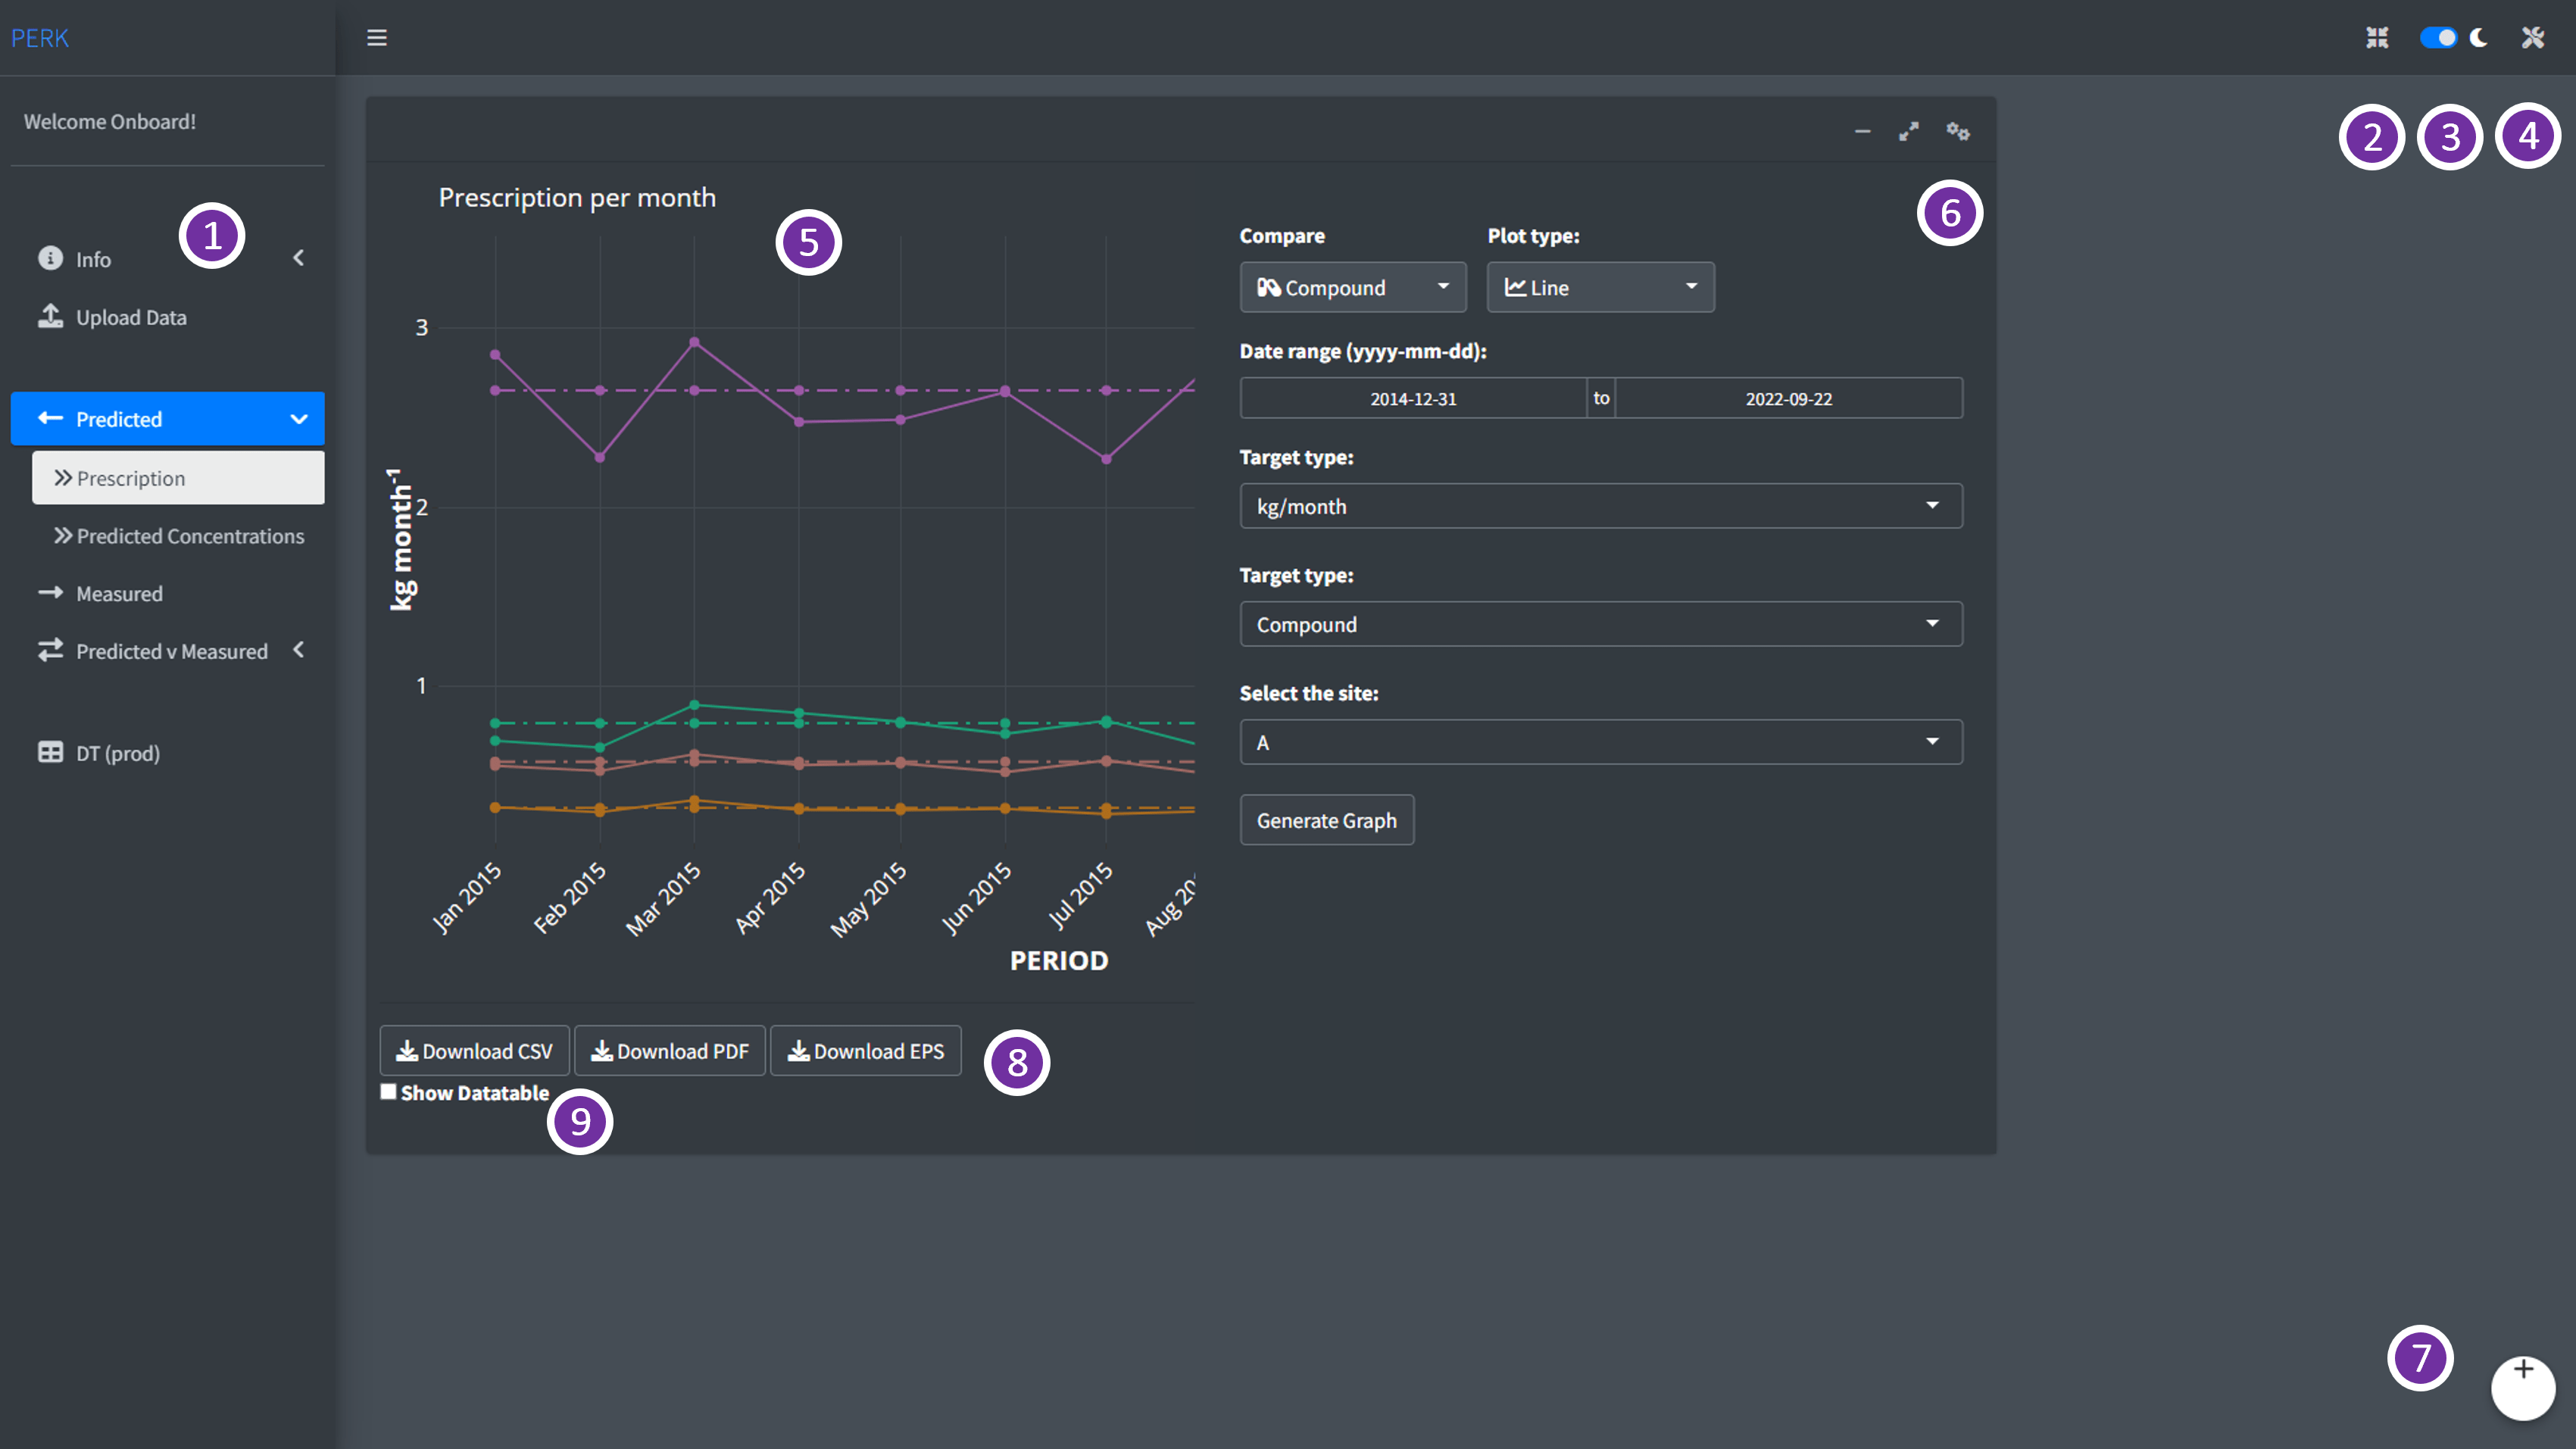 PERK
Welcome Onboard!
1
Info
Upload Data
Predicted
Prescription
Predicted Concentrations
Measured
Predicted v Measured
DT (prod)
2 3 4
Prescription per month
5
6
3
2
1
kg month-1
Jan 2015 Feb 2015 Mar 2015 Apr 2015 May 2015 Jun 2015 Jul 2015 Aug 20
PERIOD
Compare Plot type:
Compound Line
Date range (yyyy-mm-dd):
2014-12-31 to 2022-09-22
Target type:
kg/month
Target type:
Compound
Select the site:
A
Generate Graph
Download CSV Download PDF Download EPS
8
Show Datatable
9
7
+